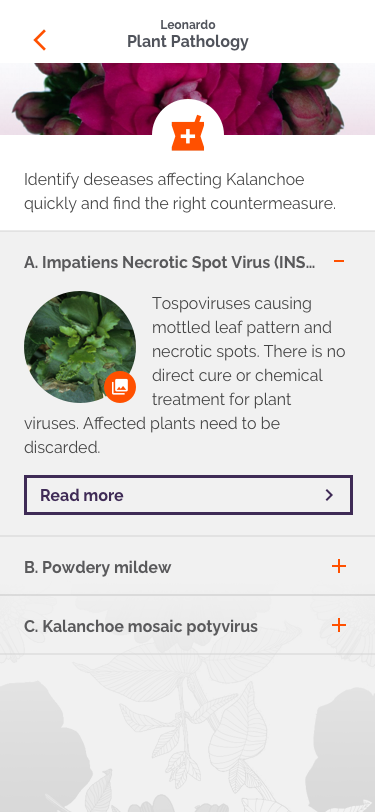 Leonardo
Plant Pathology
Identify deseases affecting Kalanchoe
quickly and find the right countermeasure.
A. Impatiens Necrotic Spot Virus (INS...
Tospoviruses causing
mottled leaf pattern and
necrotic spots. There is no
direct cure or chemical
treatment for plant
viruses. Affected plants need to be
discarded.
Read more
B. Powdery mildew
C. Kalanchoe mosaic potyvirus